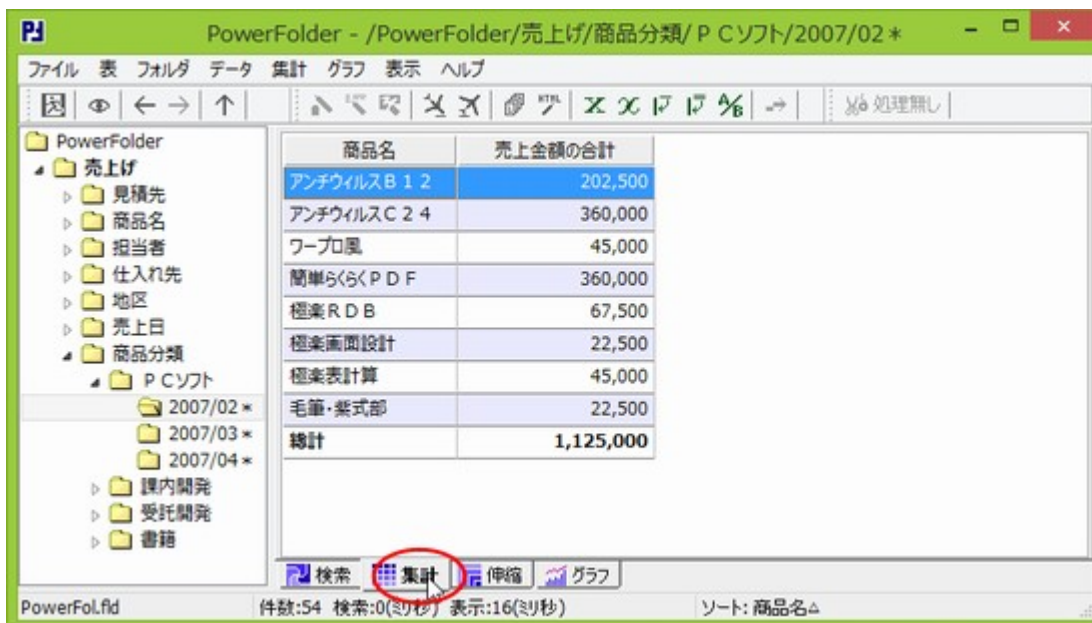 PowerFolder - /PowerFolder/売上げ/商品分類/ＰＣソフト/2007/02＊
ファイル 表 フォルダ データ 集計 グラフ 表示 ヘルプ
HTML A/B 処理無し
PowerFolder
売上げ
見積先
商品名
担当者
仕入れ先
地区
売上日
商品分類
ＰＣソフト
2007/02＊
2007/03＊
2007/04＊
課内開発
受託開発
書籍
商品名 売上金額の合計
アンチウィルスＢ１２ 202,500
アンチウィルスＣ２４ 360,000
ワープロ風 45,000
簡単らくらくＰＤＦ 360,000
極楽ＲＤＢ 67,500
極楽画面設計 22,500
極楽表計算 45,000
毛筆・紫式部 22,500
総計 1,125,000
検索 集計 伸縮 グラフ
PowerFol.fld 件数:54 検索:0(ミリ秒) 表示:16(ミリ秒) ソート: 商品名△